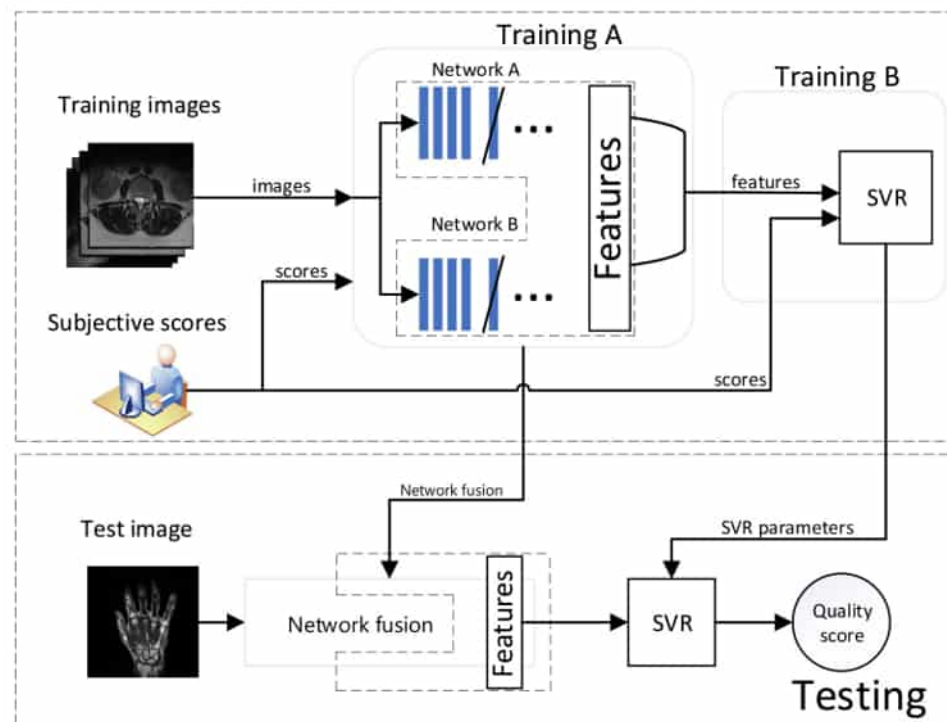 Training A
Training B
Network A
Training images
images
Features
features
SVR
Network B
scores
Subjective scores
scores
Network fusion
Test image
SVR parameters
Network fusion
Features
SVR
Quality
score
Testing